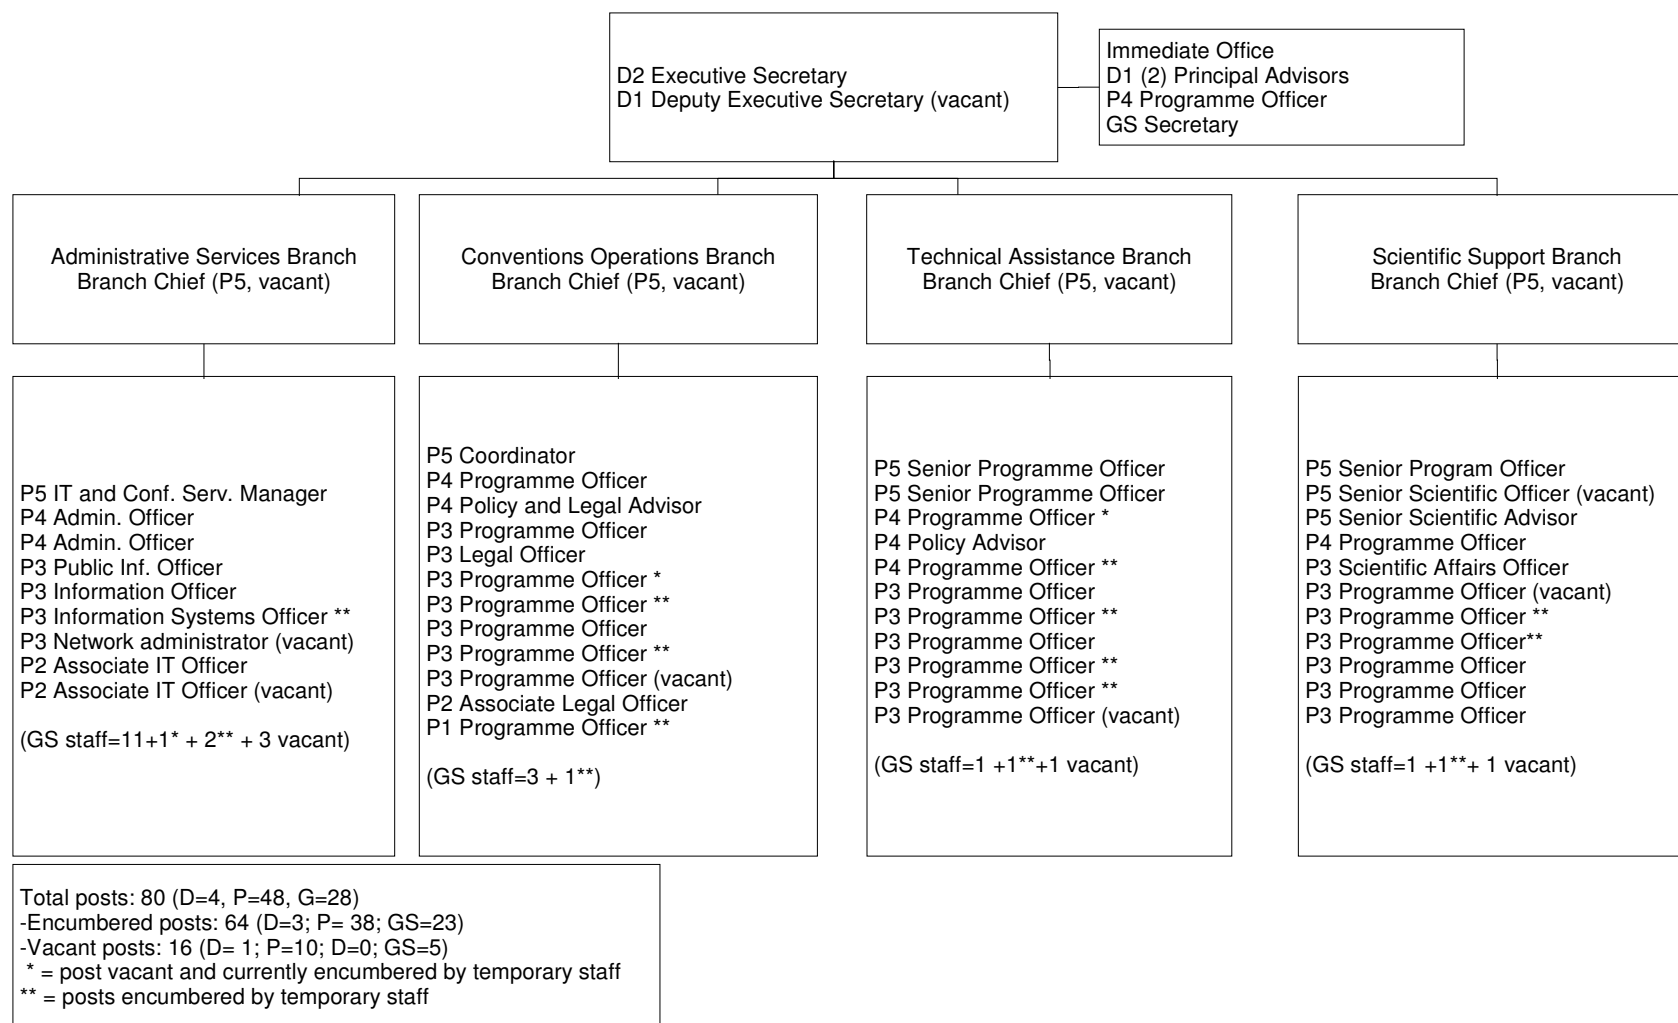 D2 Executive Secretary
D1 Deputy Executive Secretary (vacant)
Immediate Office
D1 (2) Principal Advisors
P4 Programme Officer
GS Secretary
Administrative Services Branch
Branch Chief (P5, vacant)
Conventions Operations Branch
Branch Chief (P5, vacant)
Technical Assistance Branch
Branch Chief (P5, vacant)
Scientific Support Branch
Branch Chief (P5, vacant)
P5 IT and Conf. Serv. Manager
P4 Admin. Officer
P4 Admin. Officer
P3 Public Inf. Officer
P3 Information Officer
P3 Information Systems Officer **
P3 Network administrator (vacant)
P2 Associate IT Officer
P2 Associate IT Officer (vacant)
(GS staff=11+1* + 2** + 3 vacant)
P5 Coordinator
P4 Programme Officer
P4 Policy and Legal Advisor
P3 Programme Officer
P3 Legal Officer
P3 Programme Officer *
P3 Programme Officer **
P3 Programme Officer
P3 Programme Officer **
P3 Programme Officer (vacant)
P2 Associate Legal Officer
P1 Programme Officer **
(GS staff=3 + 1**)
P5 Senior Programme Officer
P5 Senior Programme Officer
P4 Programme Officer *
P4 Policy Advisor
P4 Programme Officer **
P3 Programme Officer
P3 Programme Officer **
P3 Programme Officer
P3 Programme Officer **
P3 Programme Officer **
P3 Programme Officer (vacant)
(GS staff=1 +1**+1 vacant)
P5 Senior Program Officer
P5 Senior Scientific Officer (vacant)
P5 Senior Scientific Advisor
P4 Programme Officer
P3 Scientific Affairs Officer
P3 Programme Officer (vacant)
P3 Programme Officer **
P3 Programme Officer**
P3 Programme Officer
P3 Programme Officer
P3 Programme Officer
(GS staff=1 +1**+ 1 vacant)
Total posts: 80 (D=4, P=48, G=28)
-Encumbered posts: 64 (D=3; P= 38; GS=23)
-Vacant posts: 16 (D= 1; P=10; D=0; GS=5)
* = post vacant and currently encumbered by temporary staff
** = posts encumbered by temporary staff